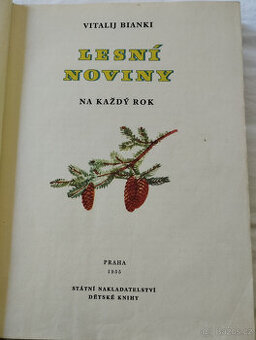 VITALIJ BIANKI
LESNÍ
NOVINY
NA KAŽDÝ ROK
PRAHA
1955
STÁTNÍ NAKLADATELSTVÍ
DĚTSKÉ KNIHY